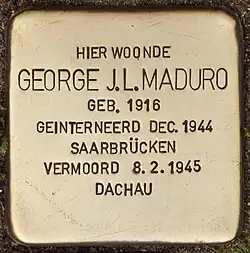 HIER WOONDE
GEORGE J.L. MADURO
GEB. 1916
GEINTERNEERD DEC. 1944
SAARBRÜCKEN
VERMOORD 8.2.1945
DACHAU